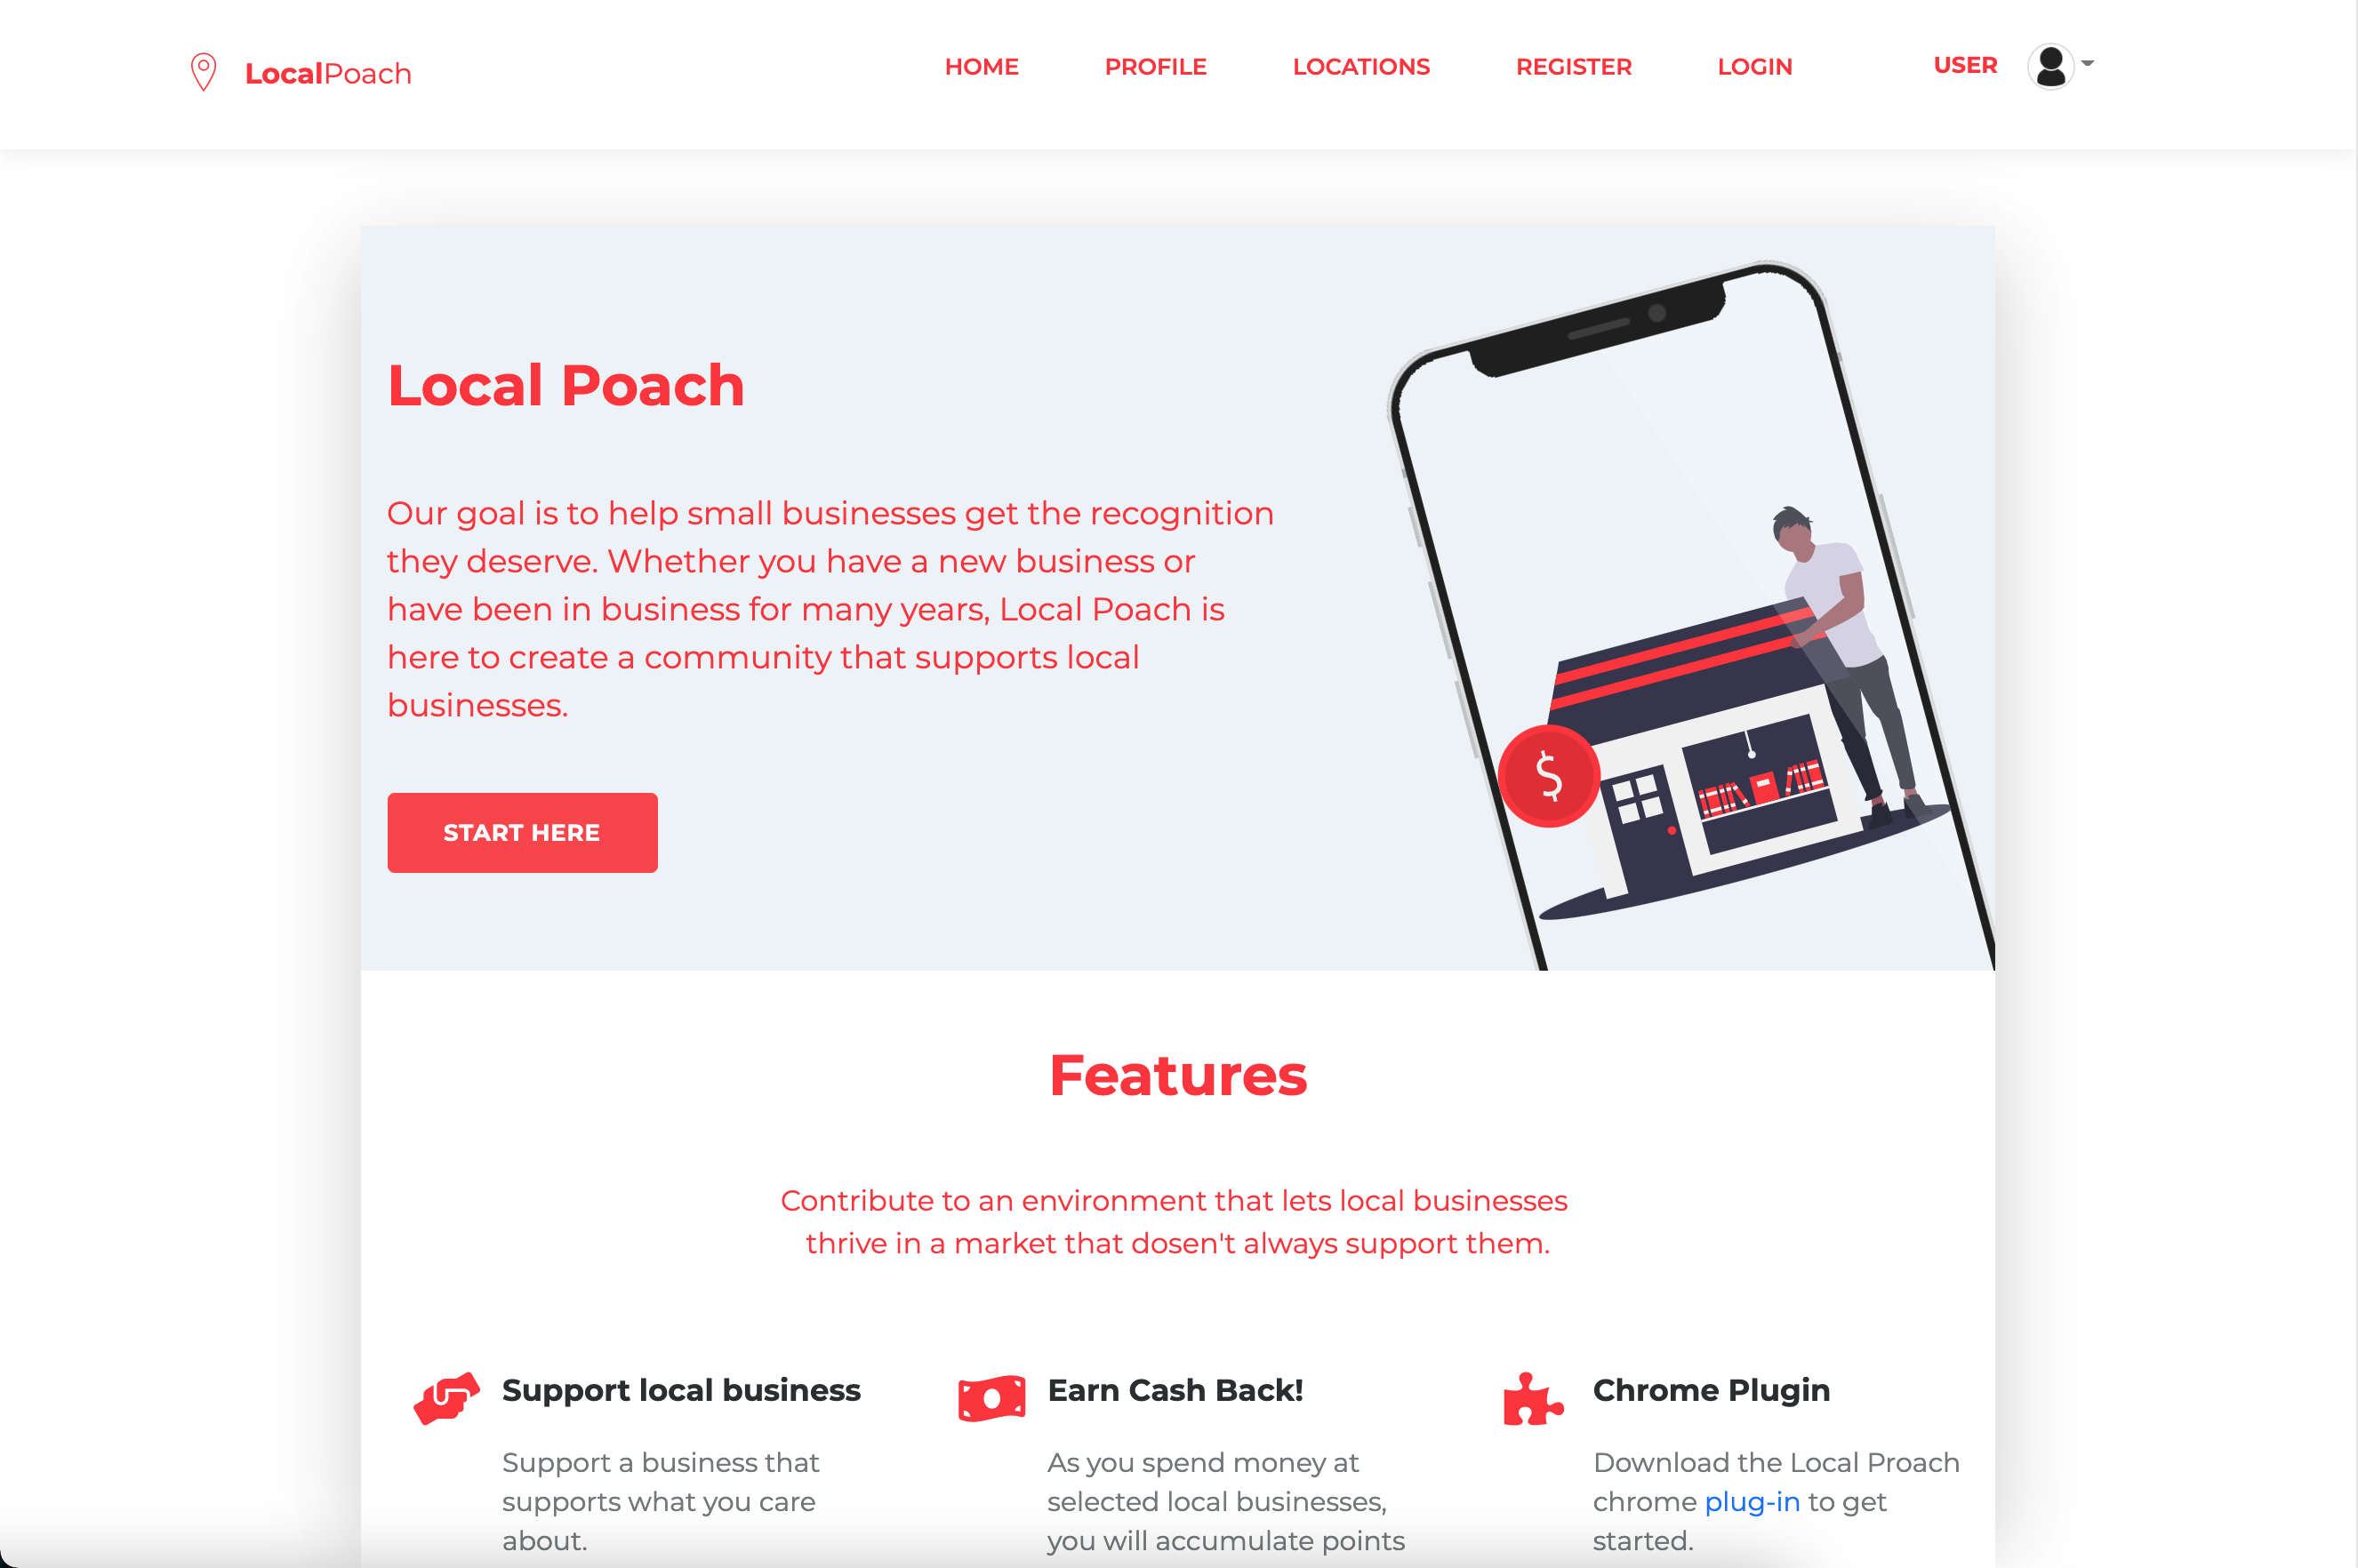 LocalPoach
HOME PROFILE LOCATIONS REGISTER LOGIN USER
Local Poach
Our goal is to help small businesses get the recognition
they deserve. Whether you have a new business or
have been in business for many years, Local Poach is
here to create a community that supports local
businesses.
START HERE
$
Features
Contribute to an environment that lets local businesses
thrive in a market that dosen't always support them.
Support local business
Support a business that
supports what you care
about.
Earn Cash Back!
As you spend money at
selected local businesses,
you will accumulate points
Chrome Plugin
Download the Local Proach
chrome plug-in to get
started.